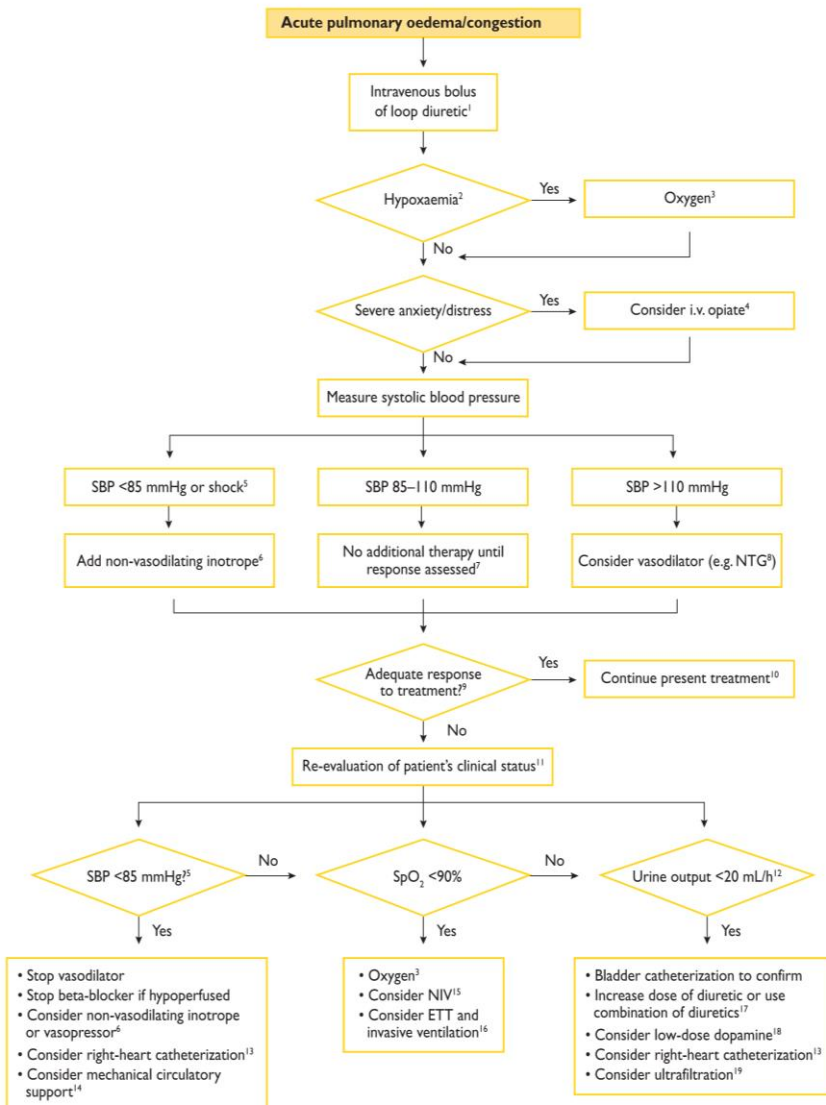 Acute pulmonary oedema/congestion
Intravenous bolus
of loop diuretic¹
Hypoxaemia²
Yes
Oxygen³
No
Severe anxiety/distress
Yes
Consider i.v. opiate⁴
No
Measure systolic blood pressure
SBP <85 mmHg or shock⁵
SBP 85–110 mmHg
SBP >110 mmHg
Add non-vasodilating inotrope⁶
No additional therapy until
response assessed⁷
Consider vasodilator (e.g. NTG⁸)
Adequate response
to treatment?⁹
Yes
Continue present treatment¹⁰
No
Re-evaluation of patient’s clinical status¹¹
SBP <85 mmHg?⁵
No
SpO₂ <90%
No
Urine output <20 mL/h¹²
Yes
Yes
Yes
• Stop vasodilator
• Stop beta-blocker if hypoperfused
• Consider non-vasodilating inotrope
or vasopressor⁶
• Consider right-heart catheterization¹³
• Consider mechanical circulatory
support¹⁴
• Oxygen³
• Consider NIV¹⁵
• Consider ETT and
invasive ventilation¹⁶
• Bladder catheterization to confirm
• Increase dose of diuretic or use
combination of diuretics¹⁷
• Consider low-dose dopamine¹⁸
• Consider right-heart catheterization¹³
• Consider ultrafiltration¹⁹